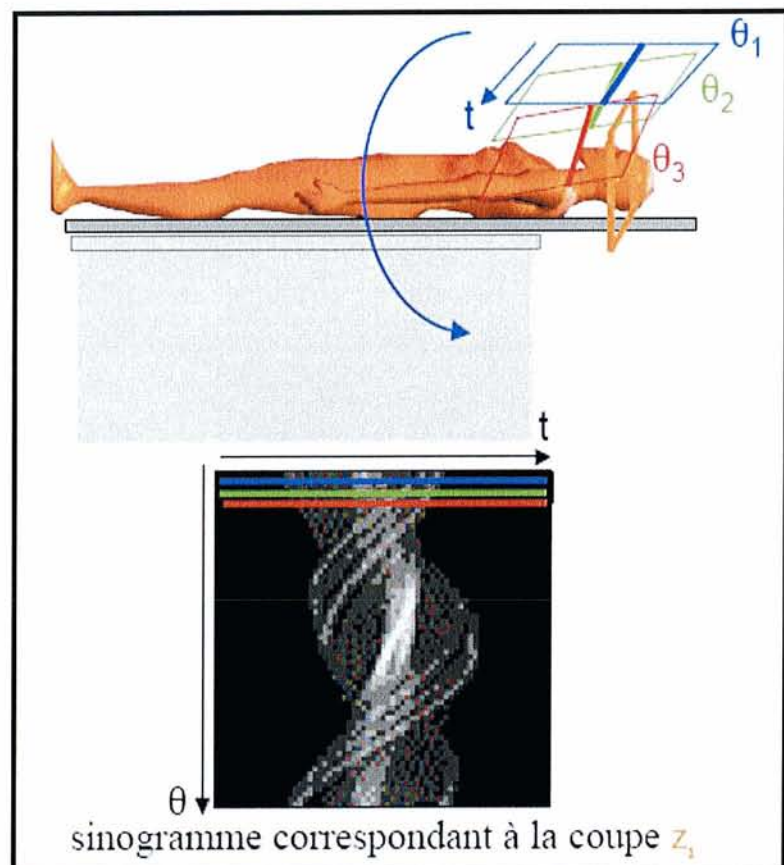 θ₁
t
θ₂
θ₃
t
θ
sinogramme correspondant à la coupe z₁